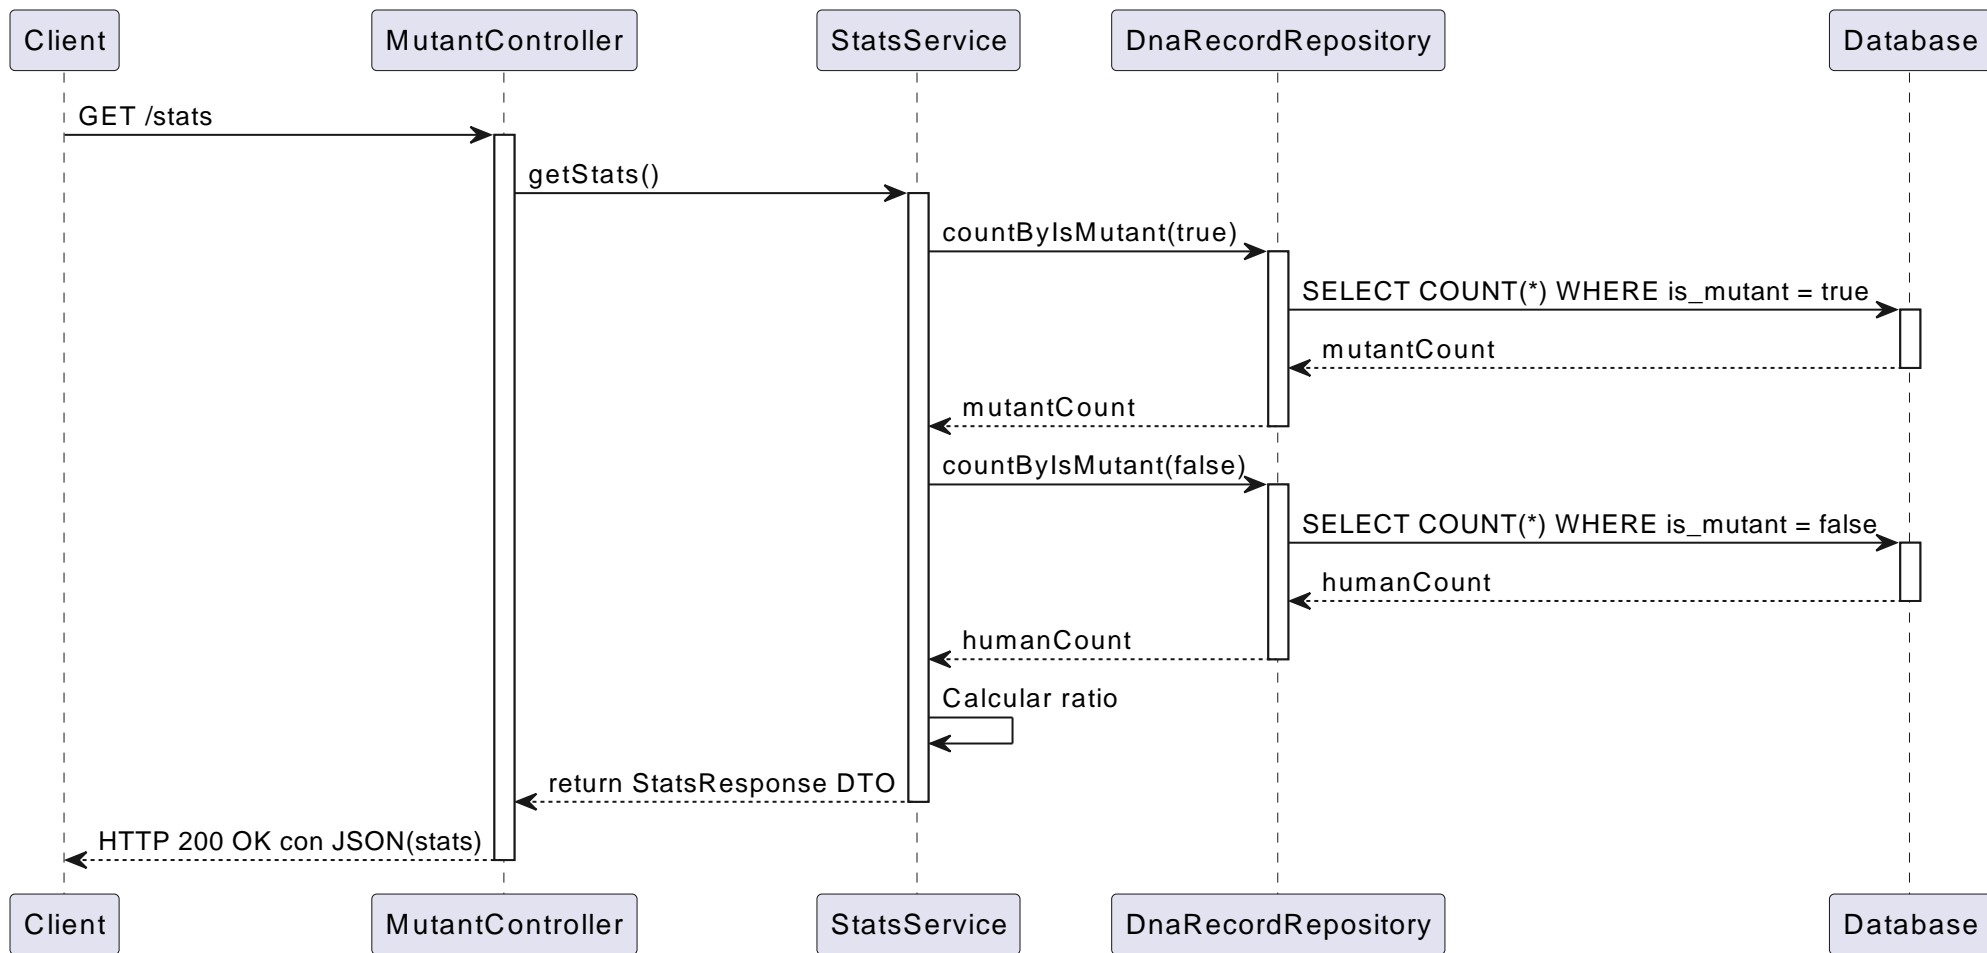 Client
MutantController
StatsService
DnaRecordRepository
Database
GET /stats
getStats()
countByIsMutant(true)
SELECT COUNT(*) WHERE is_mutant = true
mutantCount
mutantCount
countByIsMutant(false)
SELECT COUNT(*) WHERE is_mutant = false
humanCount
humanCount
Calcular ratio
return StatsResponse DTO
HTTP 200 OK con JSON(stats)
Client
MutantController
StatsService
DnaRecordRepository
Database